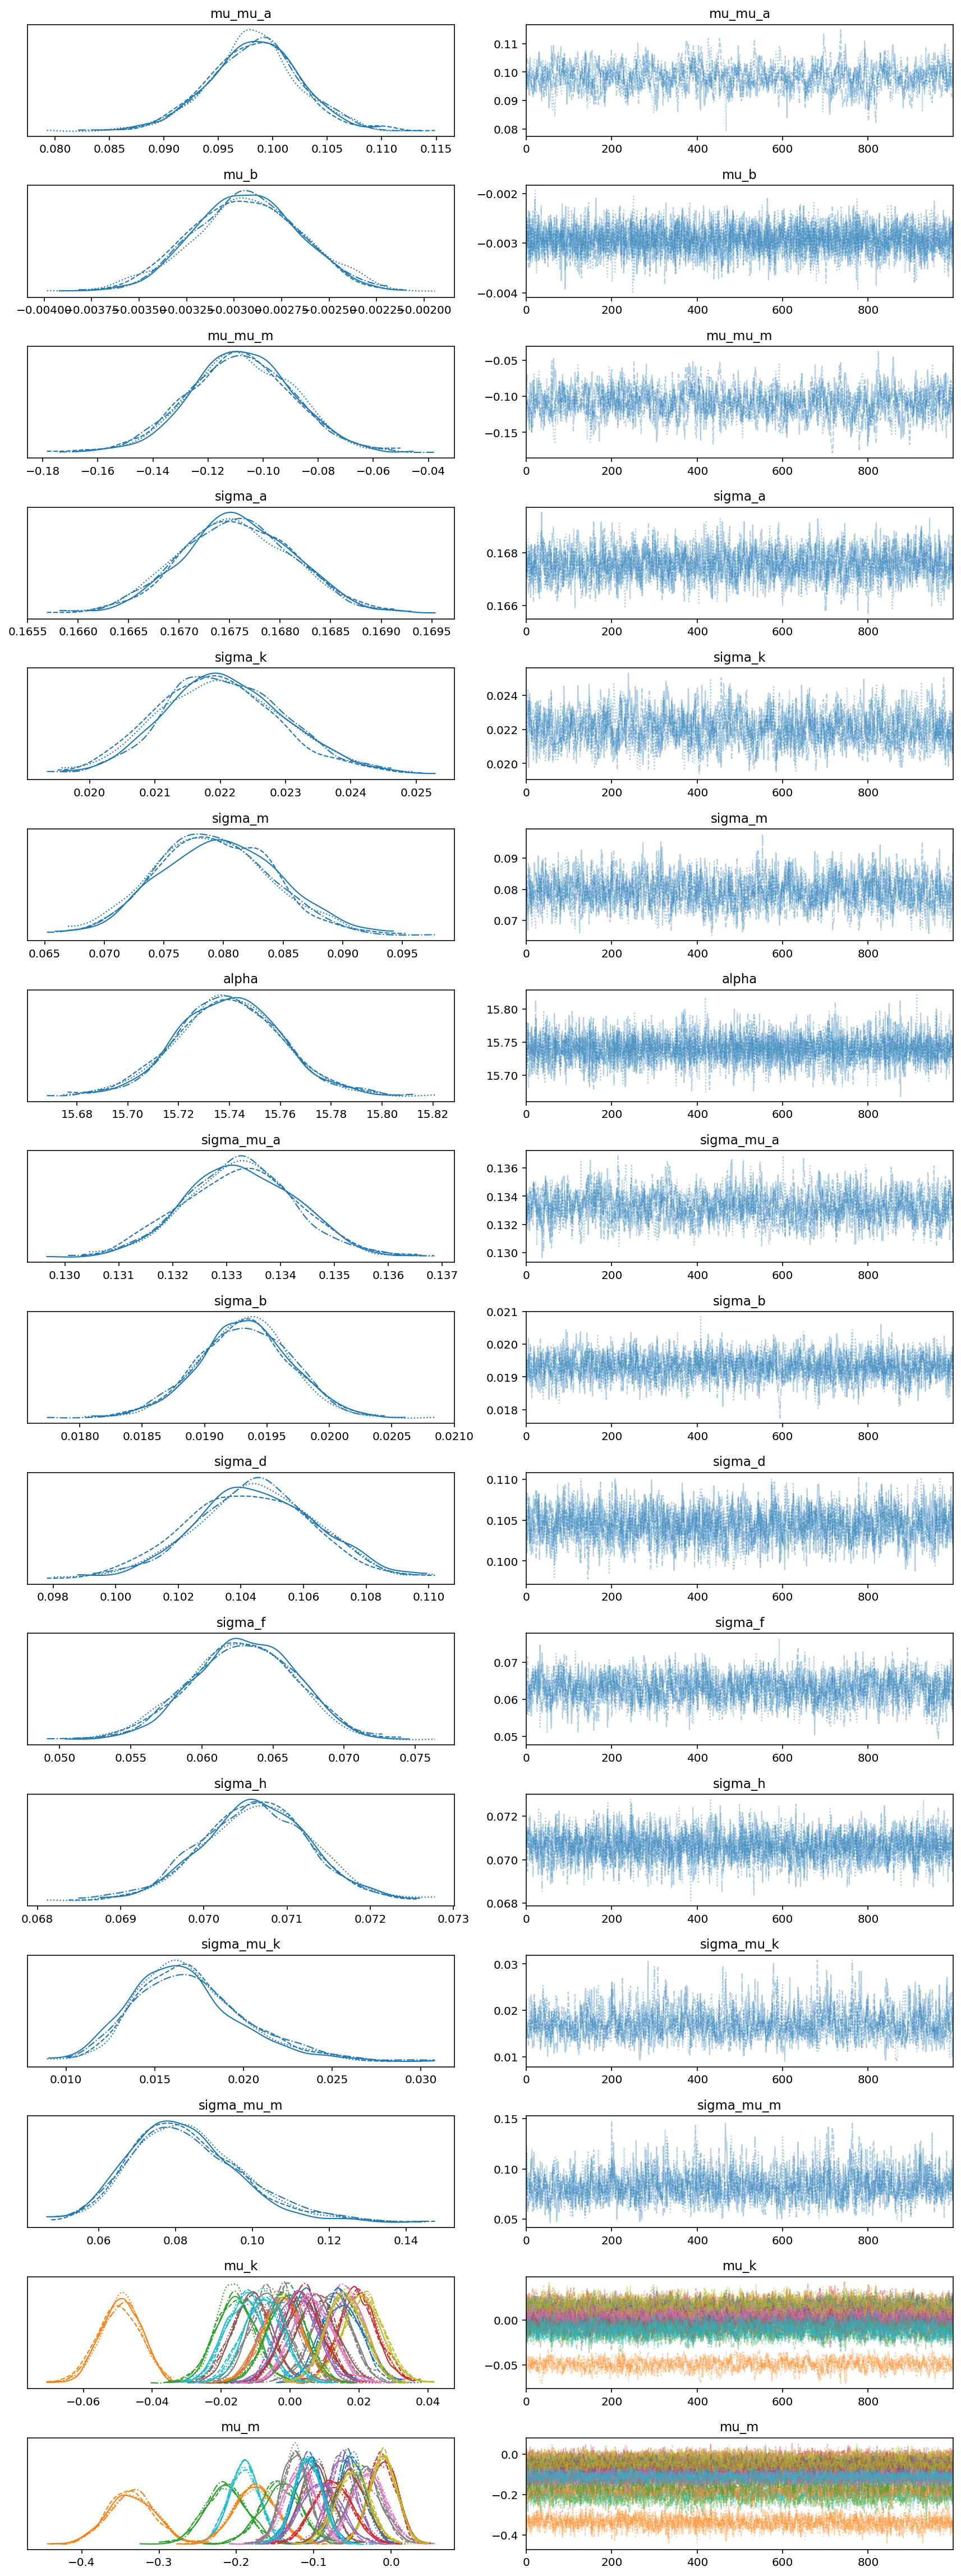 mu_mu_a mu_mu_a
0.11
0.10
0.09
0.08
0.080 0.085 0.090 0.095 0.100 0.105 0.110 0.115 0 200 400 600 800
mu_b mu_b
−0.002
−0.003
−0.004
−0.00400 −0.00375 −0.00350 −0.00325 −0.00300 −0.00275 −0.00250 −0.00225 −0.00200 0 200 400 600 800
mu_mu_m mu_mu_m
−0.05
−0.10
−0.15
−0.18 −0.16 −0.14 −0.12 −0.10 −0.08 −0.06 −0.04 0 200 400 600 800
sigma_a sigma_a
0.168
0.166
0.1655 0.1660 0.1665 0.1670 0.1675 0.1680 0.1685 0.1690 0.1695 0 200 400 600 800
sigma_k sigma_k
0.024
0.022
0.020
0.020 0.021 0.022 0.023 0.024 0.025 0 200 400 600 800
sigma_m sigma_m
0.09
0.08
0.07
0.065 0.070 0.075 0.080 0.085 0.090 0.095 0 200 400 600 800
alpha alpha
15.80
15.75
15.70
15.68 15.70 15.72 15.74 15.76 15.78 15.80 15.82 0 200 400 600 800
sigma_mu_a sigma_mu_a
0.136
0.134
0.132
0.130
0.130 0.131 0.132 0.133 0.134 0.135 0.136 0.137 0 200 400 600 800
sigma_b sigma_b
0.021
0.020
0.019
0.018
0.0180 0.0185 0.0190 0.0195 0.0200 0.0205 0.0210 0 200 400 600 800
sigma_d sigma_d
0.110
0.105
0.100
0.098 0.100 0.102 0.104 0.106 0.108 0.110 0 200 400 600 800
sigma_f sigma_f
0.07
0.06
0.05
0.050 0.055 0.060 0.065 0.070 0.075 0 200 400 600 800
sigma_h sigma_h
0.072
0.070
0.068
0.068 0.069 0.070 0.071 0.072 0.073 0 200 400 600 800
sigma_mu_k sigma_mu_k
0.03
0.02
0.01
0.010 0.015 0.020 0.025 0.030 0 200 400 600 800
sigma_mu_m sigma_mu_m
0.15
0.10
0.05
0.06 0.08 0.10 0.12 0.14 0 200 400 600 800
mu_k mu_k
0.00
−0.05
−0.06 −0.04 −0.02 0.00 0.02 0.04 0 200 400 600 800
mu_m mu_m
0.0
−0.2
−0.4
−0.4 −0.3 −0.2 −0.1 0.0 0 200 400 600 800